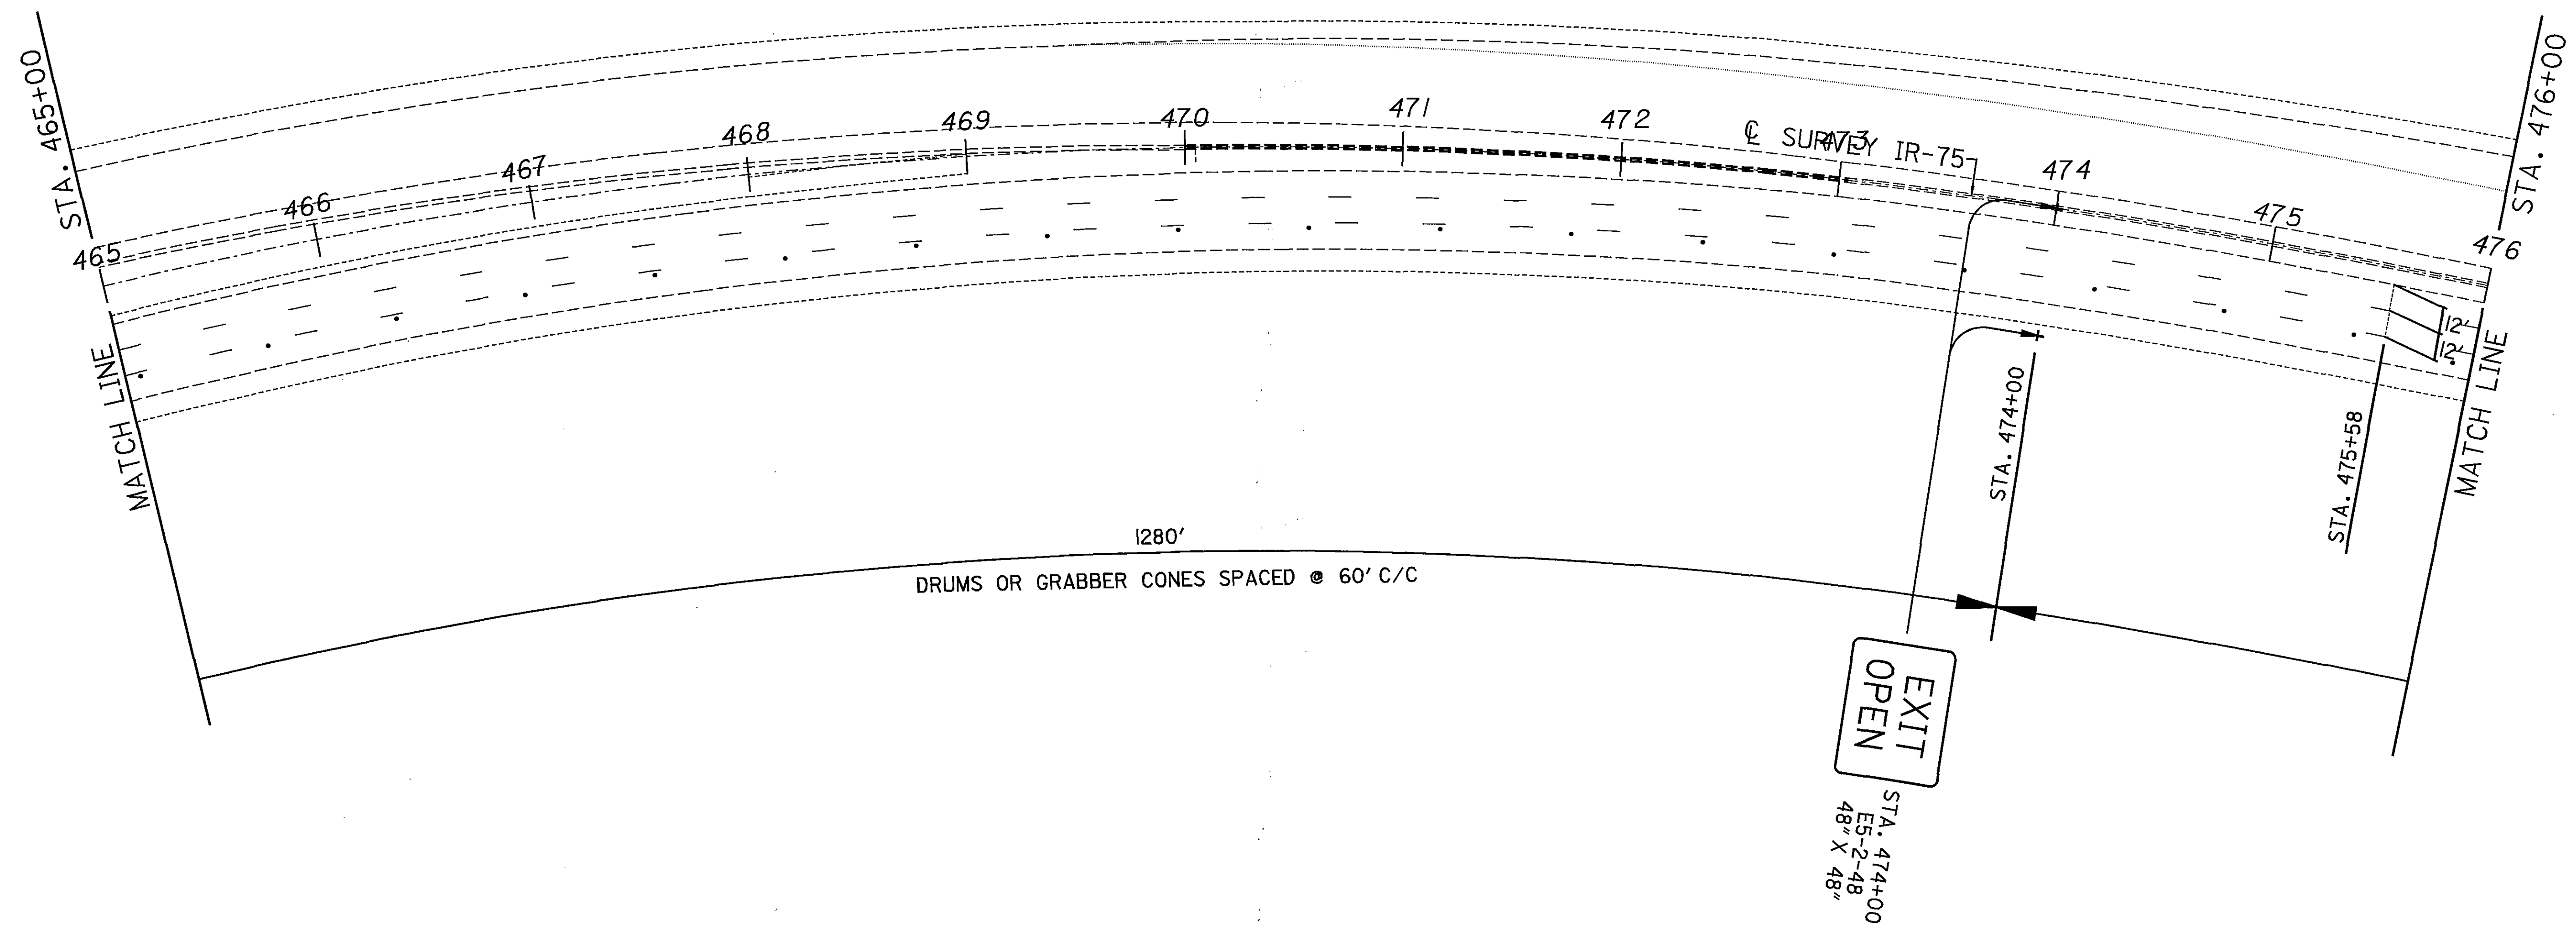 STA. 465+00
MATCH LINE
465
466
467
468
469
470
471
472
473
474
475
476
℄ SURVEY IR-75
STA. 476+00
MATCH LINE
12'
12'
STA. 474+00
STA. 475+58
1280'
DRUMS OR GRABBER CONES SPACED @ 60' C/C
EXIT
OPEN
STA. 474+00
E5-2-48
48" X 48"